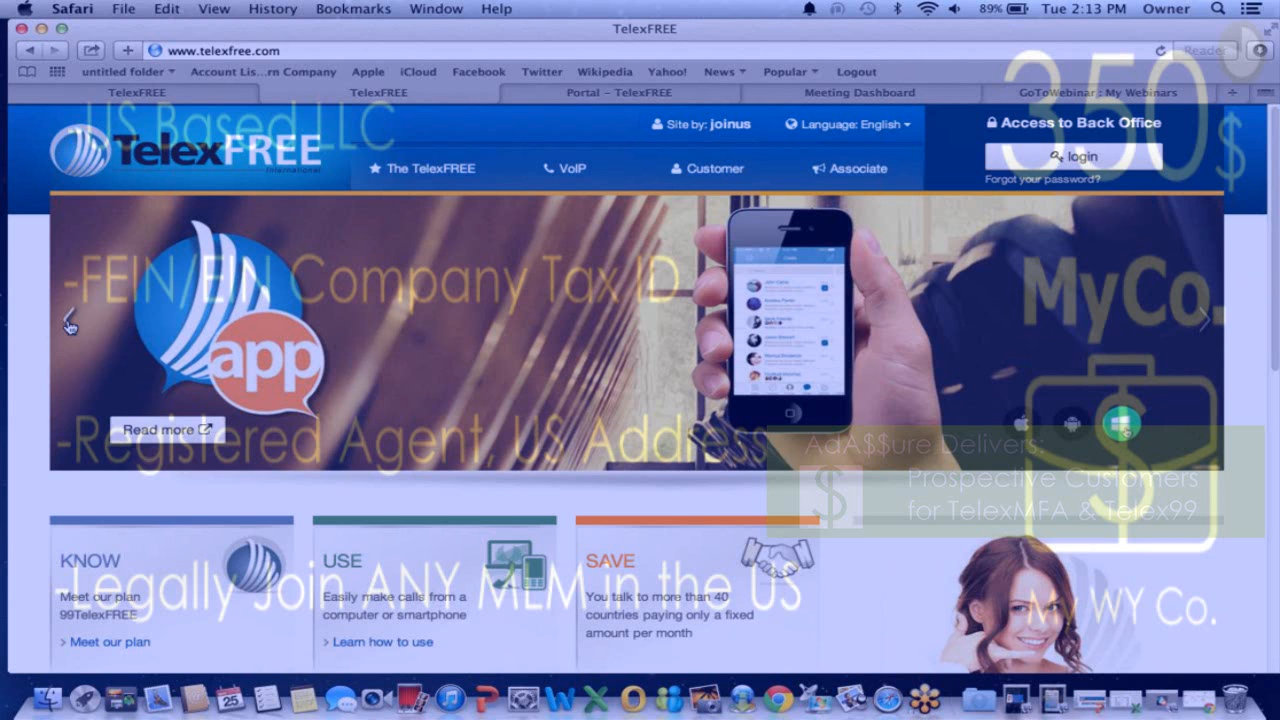 Safari File Edit View History Bookmarks Window Help 89% Tue 2:13 PM Owner
TelexFREE
www.telexfree.com Reader
untitled folder Account Lis...rn Company Apple iCloud Facebook Twitter Wikipedia Yahoo! News Popular Logout
TelexFREE TelexFREE Portal – TelexFREE Meeting Dashboard GoToWebinar : My Webinars
350$
-US Based LLC
TelexFREE
International
Site by: joinus Language: English
Access to Back Office
login
Forgot your password?
The TelexFREE VoIP Customer Associate
-FEIN/EIN Company Tax ID
MyCo.
app
Read more
-Registered Agent, US Address
AdA$$ure Delivers:
$ Prospective Customers
for TelexMFA & Telex99
$
KNOW
Meet our plan
99TelexFREE
> Meet our plan
USE
Easily make calls from a
computer or smartphone
> Learn how to use
SAVE
You talk to more than 40
countries paying only a fixed
amount per month
-Legally Join ANY MLM in the US
My WY Co.
25